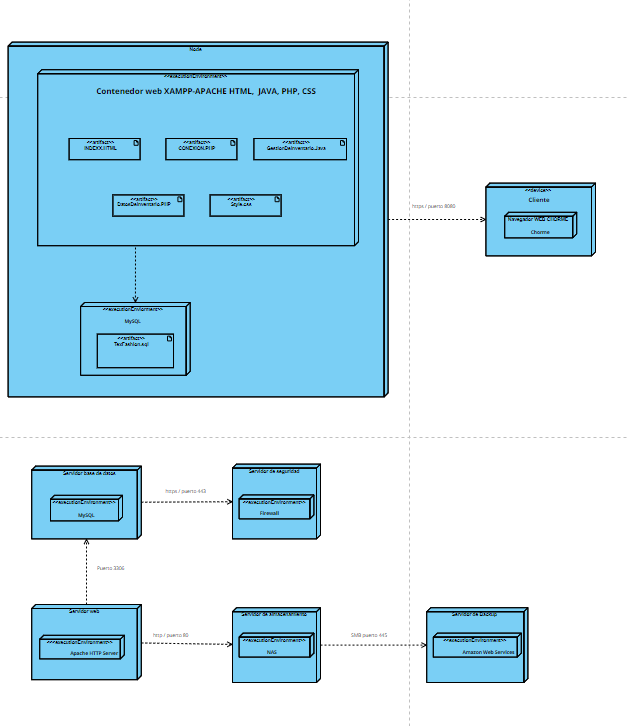 Node
<<executionEnvironment>>
Contenedor web XAMPP-APACHE HTML, JAVA, PHP, CSS
<<artifact>>
INDEXX.HTML
<<artifact>>
CONEXION.PHP
<<artifact>>
GestionDeInventario.Java
<<artifact>>
DatosDeInventario.PHP
<<artifact>>
Style.css
<<device>>
Cliente
Navegador WEB CHORME
Chorme
https / puerto 8080
<<executionEnviorment>>
MySQL
<<artifact>>
TexFashion.sql
Servidor base de datos
<<executionEnvironment>>
MySQL
https / puerto 443
Servidor de seguridad
<<executionEnvironment>>
Firewall
Puerto 3306
Servidor web
<<executionEnvironment>>
Apache HTTP Server
http / puerto 80
Servidor de almacenamiento
<<executionEnvironment>>
NAS
SMB puerto 445
Servidor de Backup
<<executionEnvironment>>
Amazon Web Services